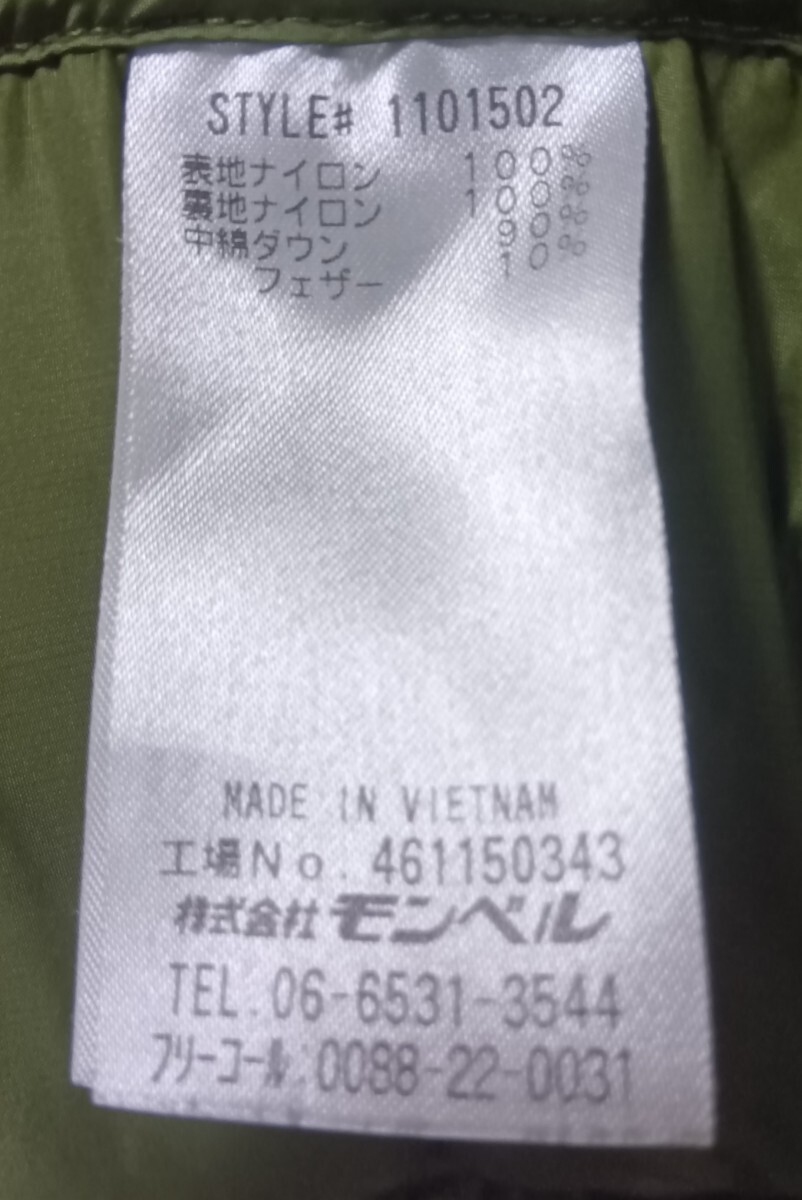 STYLE# 1101502
表地ナイロン 100%
裏地ナイロン 100%
中綿ダウン 90%
フェザー 10%
MADE IN VIETNAM
工場No. 461150343
株式会社モンベル
TEL.06-6531-3544
フリーコール:0088-22-0031